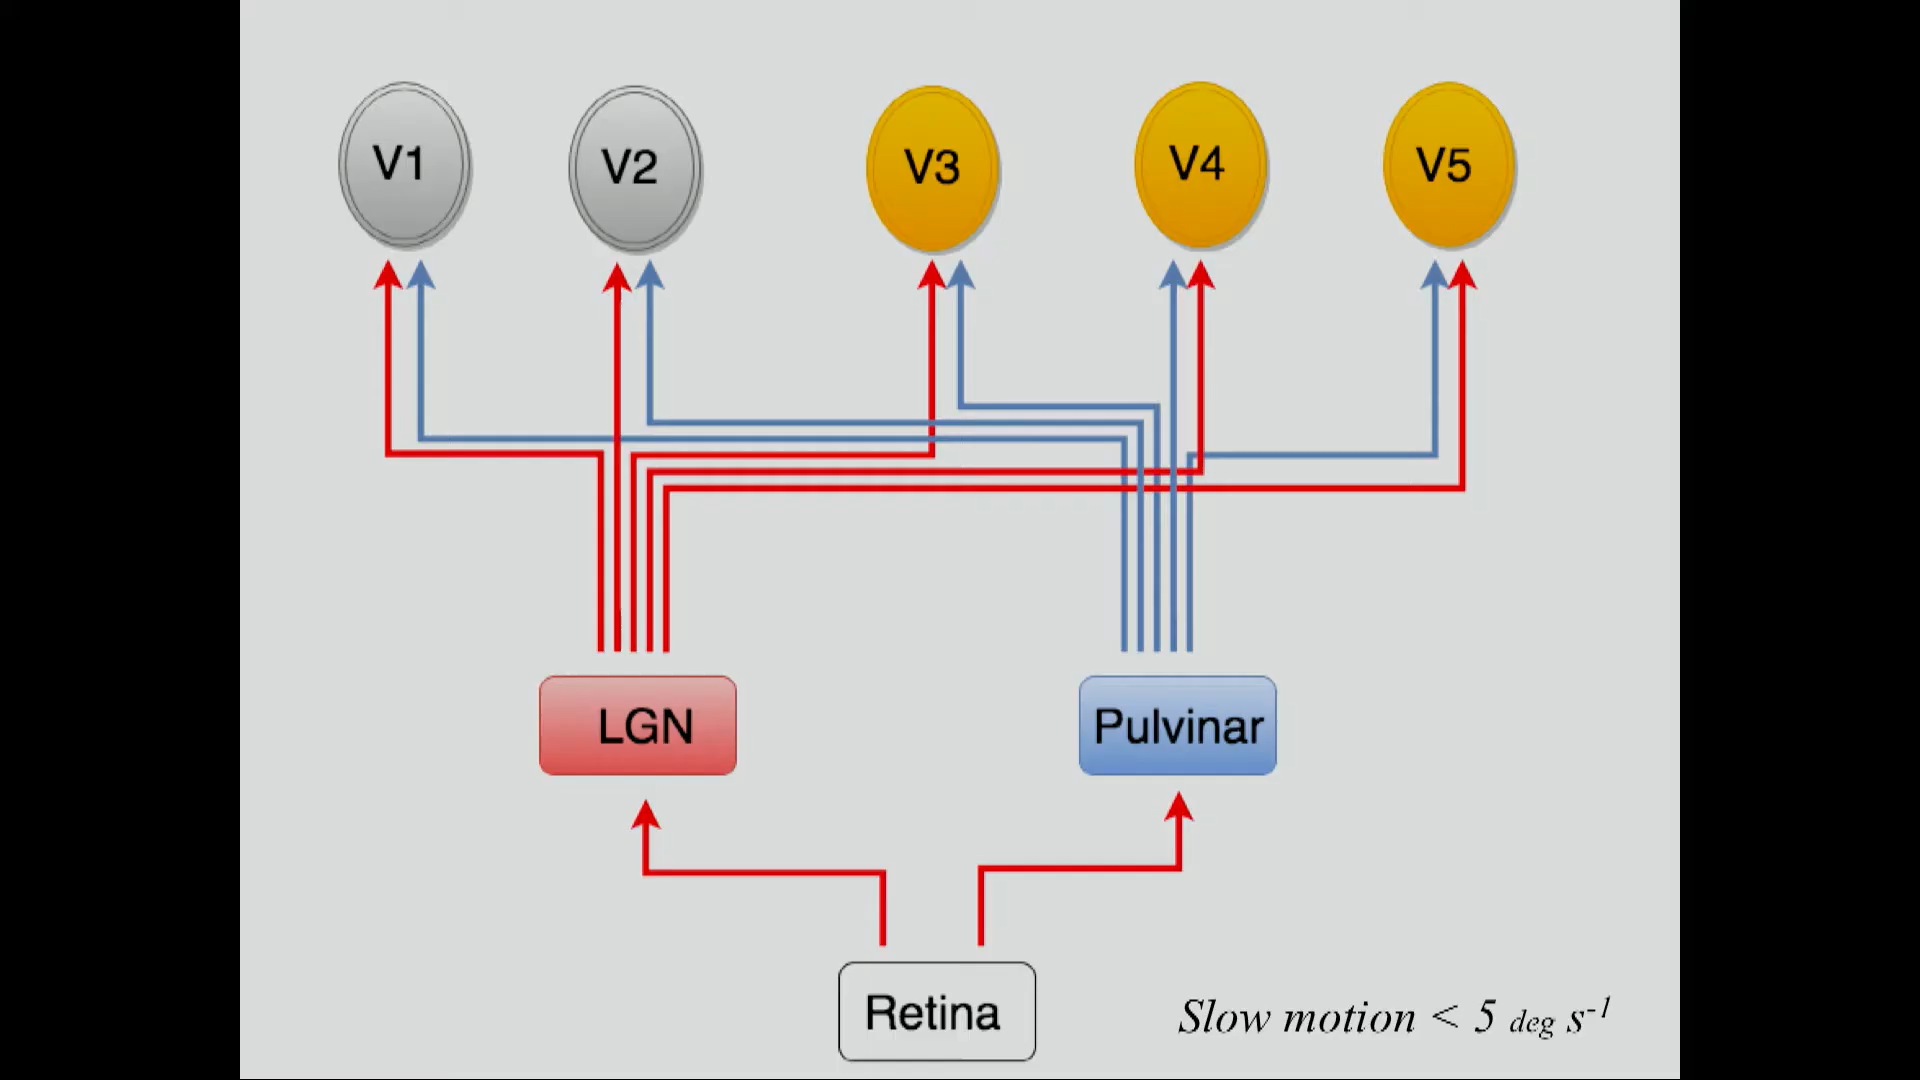 V1 V2 V3 V4 V5
LGN Pulvinar
Retina
Slow motion < 5 deg s⁻¹